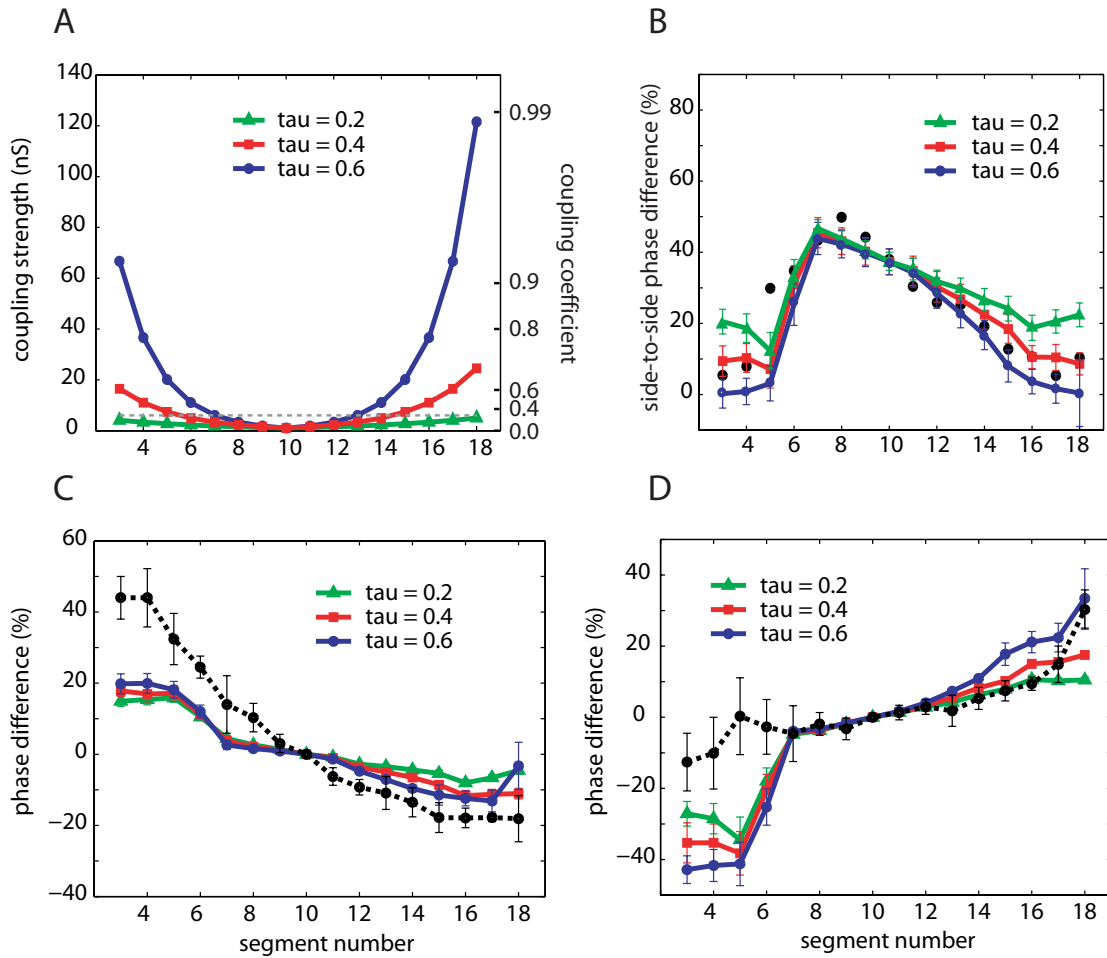 A
140
120
100
80
60
40
20
0
coupling strength (nS)
tau = 0.2
tau = 0.4
tau = 0.6
0.99
0.9
0.8
0.6
0.4
0.0
coupling coefficient
4 6 8 10 12 14 16 18
B
80
60
40
20
0
side-to-side phase difference (%)
tau = 0.2
tau = 0.4
tau = 0.6
4 6 8 10 12 14 16 18
C
60
40
20
0
−20
−40
phase difference (%)
tau = 0.2
tau = 0.4
tau = 0.6
4 6 8 10 12 14 16 18
segment number
D
40
20
0
−20
−40
phase difference (%)
tau = 0.2
tau = 0.4
tau = 0.6
4 6 8 10 12 14 16 18
segment number